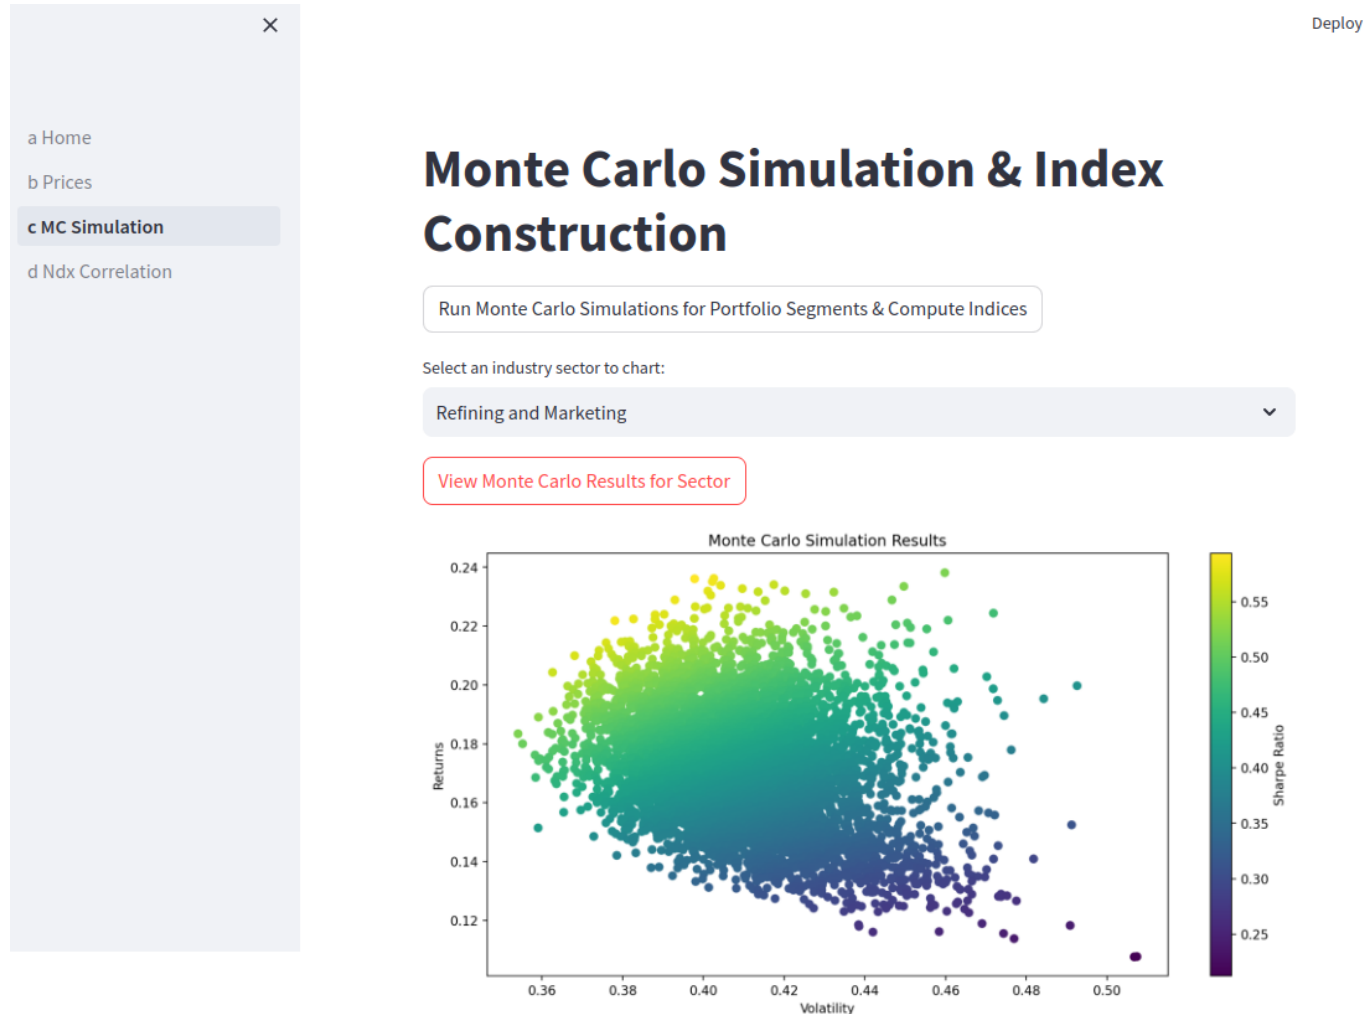 Deploy
a Home
b Prices
c MC Simulation
d Ndx Correlation
Monte Carlo Simulation & Index
Construction
Run Monte Carlo Simulations for Portfolio Segments & Compute Indices
Select an industry sector to chart:
Refining and Marketing
View Monte Carlo Results for Sector
Monte Carlo Simulation Results
Returns
0.24
0.22
0.20
0.18
0.16
0.14
0.12
0.36 0.38 0.40 0.42 0.44 0.46 0.48 0.50
Volatility
0.55
0.50
0.45
0.40
0.35
0.30
0.25
Sharpe Ratio